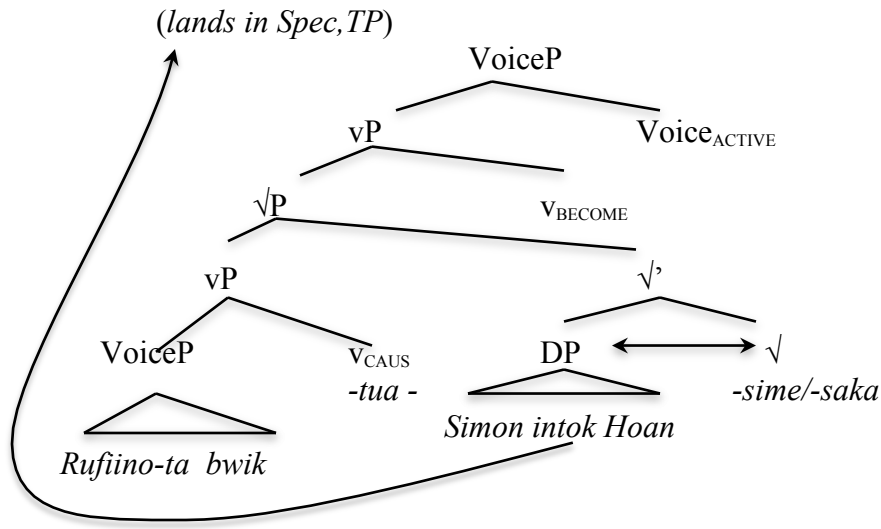 (lands in Spec,TP)
VoiceP
vP VoiceACTIVE
√P vBECOME
vP √’
VoiceP vCAUS DP √
-tua - -sime/-saka
Simon intok Hoan
Rufiino-ta bwik